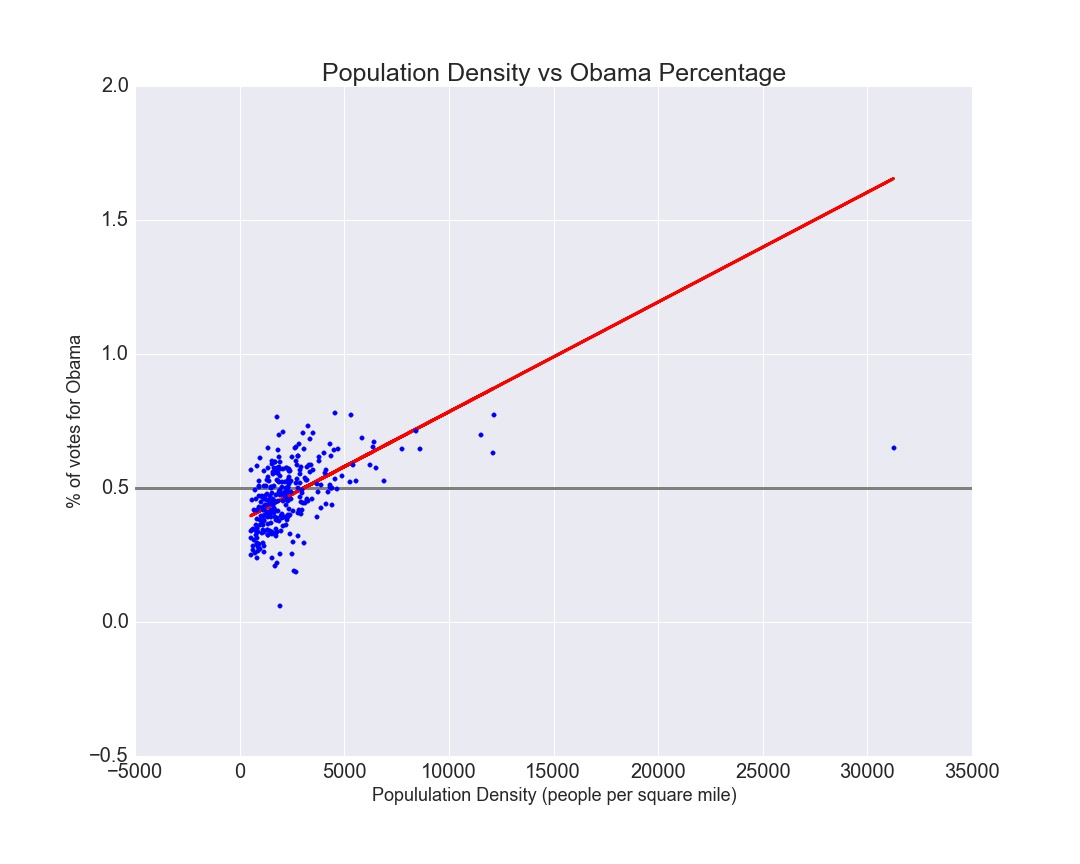 Population Density vs Obama Percentage
2.0
1.5
1.0
0.5
0.0
−0.5
% of votes for Obama
−5000 0 5000 10000 15000 20000 25000 30000 35000
Popululation Density (people per square mile)